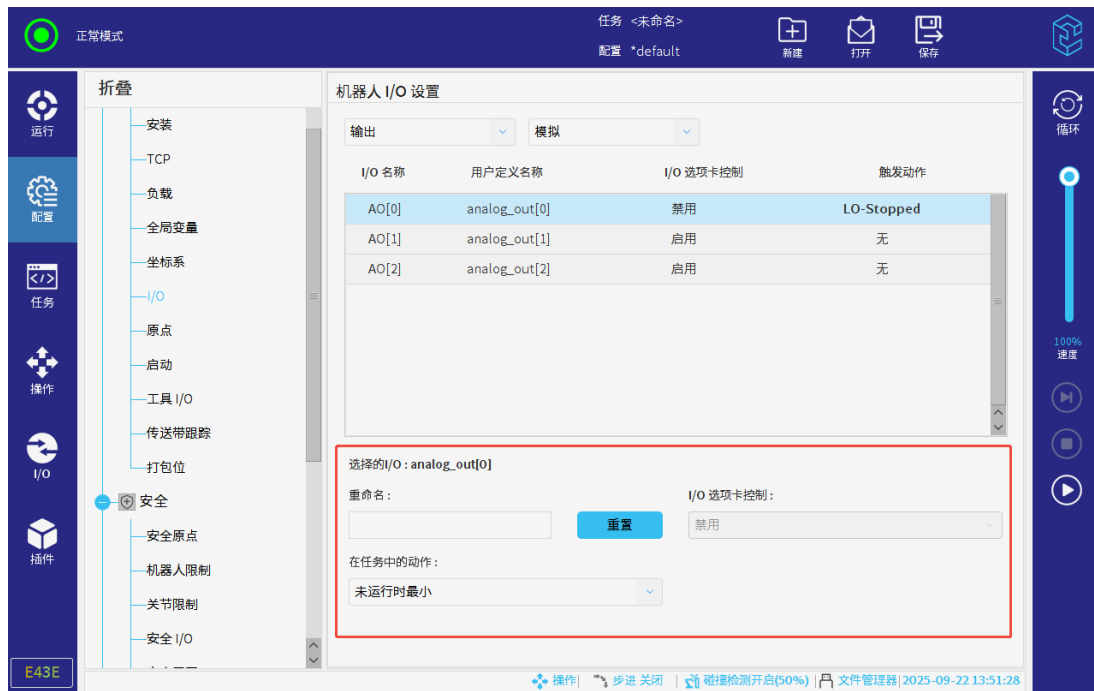 正常模式
任务 <未命名>
配置 *default
新建
打开
保存
运行
配置
任务
操作
I/O
插件
E43E
折叠
安装
TCP
负载
全局变量
坐标系
I/O
原点
启动
工具 I/O
传送带跟踪
打包位
安全
安全原点
机器人限制
关节限制
安全 I/O
机器人 I/O 设置
输出 模拟
I/O 名称 用户定义名称 I/O 选项卡控制 触发动作
AO[0] analog_out[0] 禁用 LO-Stopped
AO[1] analog_out[1] 启用 无
AO[2] analog_out[2] 启用 无
选择的I/O : analog_out[0]
重命名 : I/O 选项卡控制 :
重置 禁用
在任务中的动作 :
未运行时最小
循环
100%
速度
操作 步进 关闭 碰撞检测开启(50%) 文件管理器 2025-09-22 13:51:28